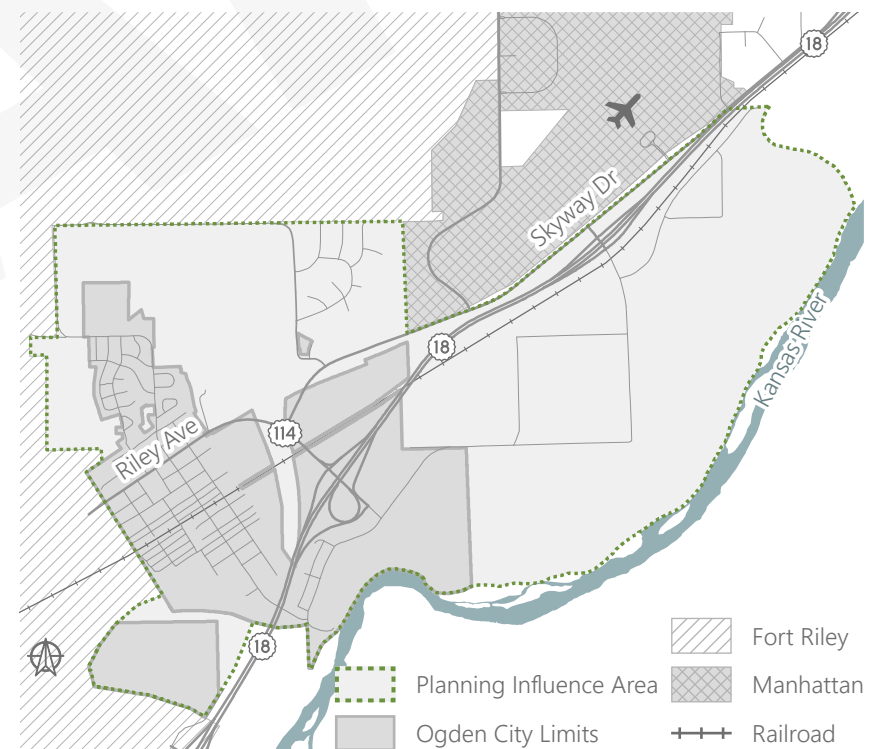 18
Skyway Dr
Kansas River
18
114
Riley Ave
18
Fort Riley
Planning Influence Area
Manhattan
Ogden City Limits
Railroad